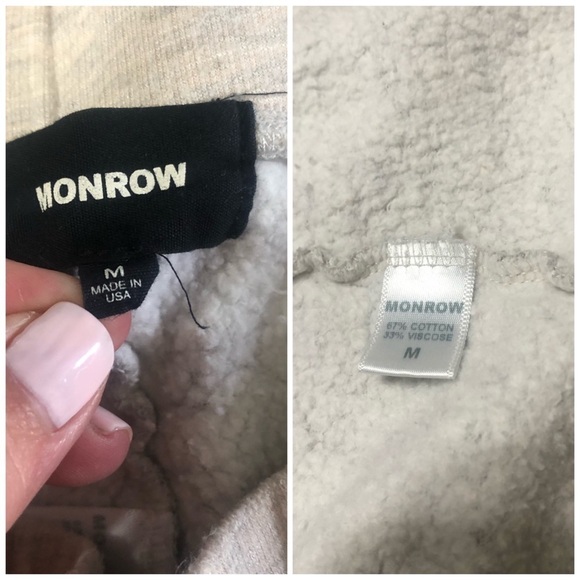 MONROW
M
MADE IN
USA
MONROW
67% COTTON
33% VISCOSE
M